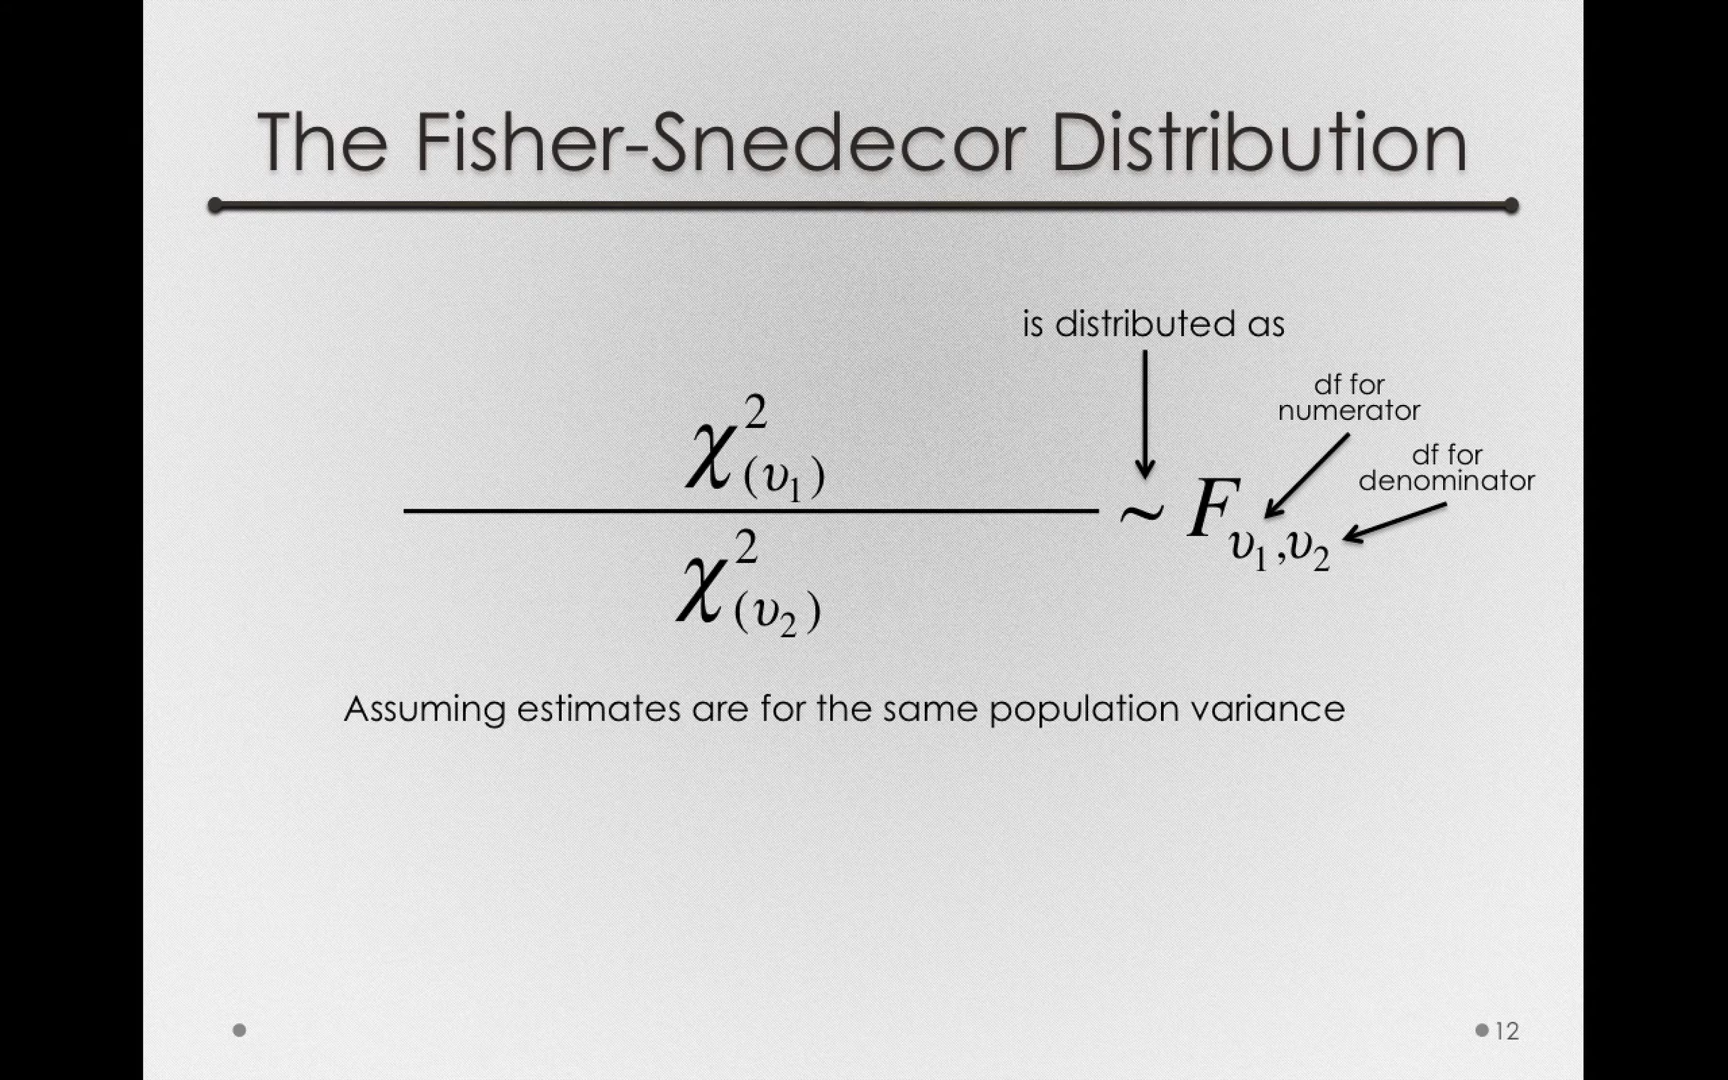 The Fisher-Snedecor Distribution
is distributed as
df for
numerator
df for
denominator
χ²₍υ₁₎
~ F υ₁,υ₂
χ²₍υ₂₎
Assuming estimates are for the same population variance
12